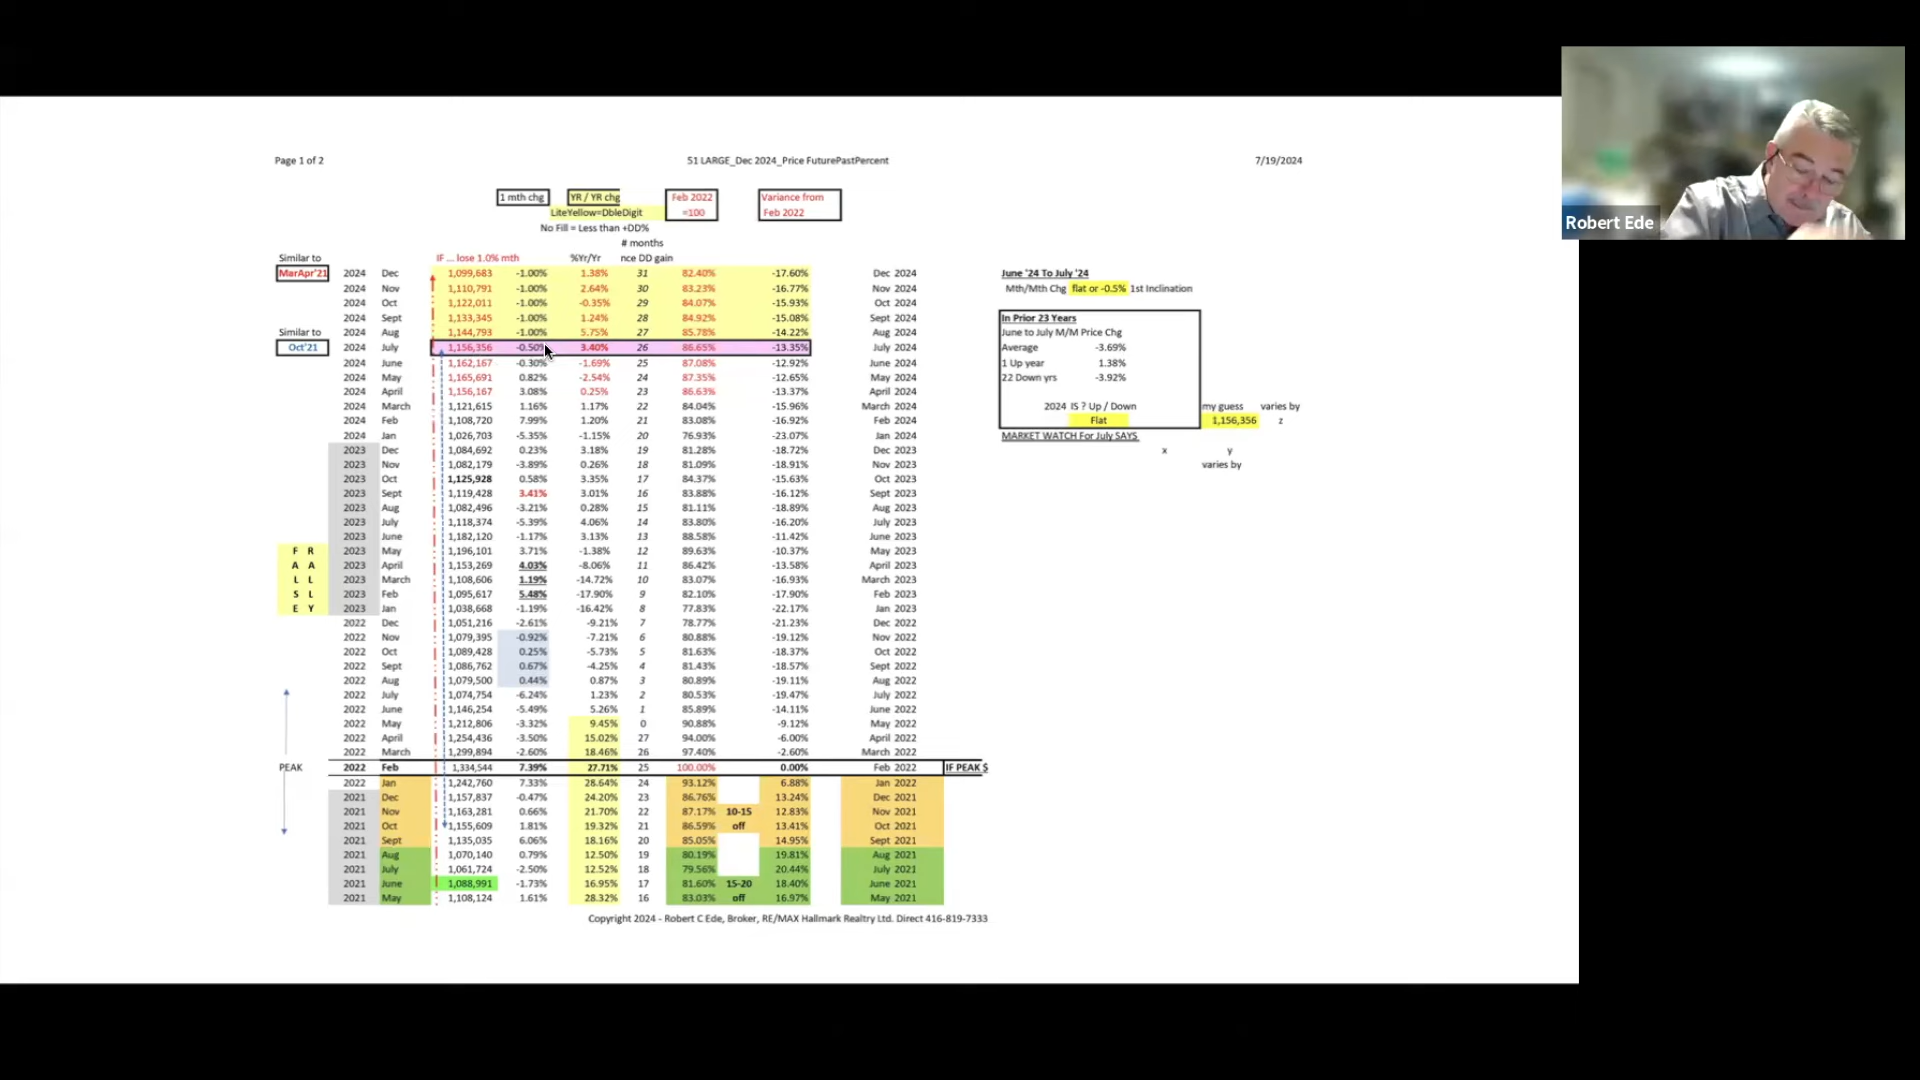 Page 1 of 2 51 LARGE_Dec 2024_Price FuturePastPercent 7/19/2024
1 mth chg YR / YR chg Feb 2022 Variance from
LiteYellow=DbleDigit =100 Feb 2022
No Fill = Less than +DD%
# months
Similar to IF ... lose 1.0% mth %Yr/Yr nce DD gain
MarApr'21 2024 Dec 1,099,683 -1.00% 1.38% 31 82.40% -17.60% Dec 2024 June '24 To July '24
2024 Nov 1,110,791 -1.00% 2.64% 30 83.23% -16.77% Nov 2024 Mth/Mth Chg flat or -0.5% 1st Inclination
2024 Oct 1,122,011 -1.00% -0.35% 29 84.07% -15.93% Oct 2024
2024 Sept 1,133,345 -1.00% 1.24% 28 84.92% -15.08% Sept 2024 In Prior 23 Years
Similar to 2024 Aug 1,144,793 -1.00% 5.75% 27 85.78% -14.22% Aug 2024 June to July M/M Price Chg
Oct'21 2024 July 1,156,356 -0.50% 3.40% 26 86.65% -13.35% July 2024 Average -3.69%
2024 June 1,162,167 -0.30% -1.69% 25 87.08% -12.92% June 2024 1 Up year 1.38%
2024 May 1,165,691 0.82% -2.54% 24 87.35% -12.65% May 2024 22 Down yrs -3.92%
2024 April 1,156,167 3.08% 0.25% 23 86.63% -13.37% April 2024
2024 March 1,121,615 1.16% 1.17% 22 84.04% -15.96% March 2024 2024 IS ? Up / Down my guess varies by
2024 Feb 1,108,720 7.99% 1.20% 21 83.08% -16.92% Feb 2024 Flat 1,156,356 z
2024 Jan 1,026,703 -5.35% -1.15% 20 76.93% -23.07% Jan 2024 MARKET WATCH For July SAYS
2023 Dec 1,084,692 0.23% 3.18% 19 81.28% -18.72% Dec 2023 x y
2023 Nov 1,082,179 -3.89% 0.26% 18 81.09% -18.91% Nov 2023 varies by
2023 Oct 1,125,928 0.58% 3.35% 17 84.37% -15.63% Oct 2023
2023 Sept 1,119,428 3.41% 3.01% 16 83.88% -16.12% Sept 2023
2023 Aug 1,082,496 -3.21% 0.28% 15 81.11% -18.89% Aug 2023
2023 July 1,118,374 -5.39% 4.06% 14 83.80% -16.20% July 2023
2023 June 1,182,120 -1.17% 3.13% 13 88.58% -11.42% June 2023
F R 2023 May 1,196,101 3.71% -1.38% 12 89.63% -10.37% May 2023
A A 2023 April 1,153,269 4.03% -8.06% 11 86.42% -13.58% April 2023
L L 2023 March 1,108,606 1.19% -14.72% 10 83.07% -16.93% March 2023
S L 2023 Feb 1,095,617 5.48% -17.90% 9 82.10% -17.90% Feb 2023
E Y 2023 Jan 1,038,668 -1.19% -16.42% 8 77.83% -22.17% Jan 2023
2022 Dec 1,051,216 -2.61% -9.21% 7 78.77% -21.23% Dec 2022
2022 Nov 1,079,395 -0.92% -7.21% 6 80.88% -19.12% Nov 2022
2022 Oct 1,089,428 0.25% -5.73% 5 81.63% -18.37% Oct 2022
2022 Sept 1,086,762 0.67% -4.25% 4 81.43% -18.57% Sept 2022
2022 Aug 1,079,500 0.44% 0.87% 3 80.89% -19.11% Aug 2022
2022 July 1,074,754 -6.24% 1.23% 2 80.53% -19.47% July 2022
2022 June 1,146,254 -5.49% 5.26% 1 85.89% -14.11% June 2022
2022 May 1,212,806 -3.32% 9.45% 0 90.88% -9.12% May 2022
2022 April 1,254,436 -3.50% 15.02% 27 94.00% -6.00% April 2022
2022 March 1,299,894 -2.60% 18.46% 26 97.40% -2.60% March 2022
PEAK 2022 Feb 1,334,544 7.39% 27.71% 25 100.00% 0.00% Feb 2022 IF PEAK $
2022 Jan 1,242,760 7.33% 28.64% 24 93.12% 6.88% Jan 2022
2021 Dec 1,157,837 -0.47% 24.20% 23 86.76% 13.24% Dec 2021
2021 Nov 1,163,281 0.66% 21.70% 22 87.17% 10-15 12.83% Nov 2021
2021 Oct 1,155,609 1.81% 19.32% 21 86.59% off 13.41% Oct 2021
2021 Sept 1,135,035 6.06% 18.16% 20 85.05% 14.95% Sept 2021
2021 Aug 1,070,140 0.79% 12.50% 19 80.19% 19.81% Aug 2021
2021 July 1,061,724 -2.50% 12.52% 18 79.56% 20.44% July 2021
2021 June 1,088,991 -1.73% 16.95% 17 81.60% 15-20 18.40% June 2021
2021 May 1,108,124 1.61% 28.32% 16 83.03% off 16.97% May 2021
Copyright 2024 - Robert C Ede, Broker, RE/MAX Hallmark Realtry Ltd. Direct 416-819-7333
Robert Ede